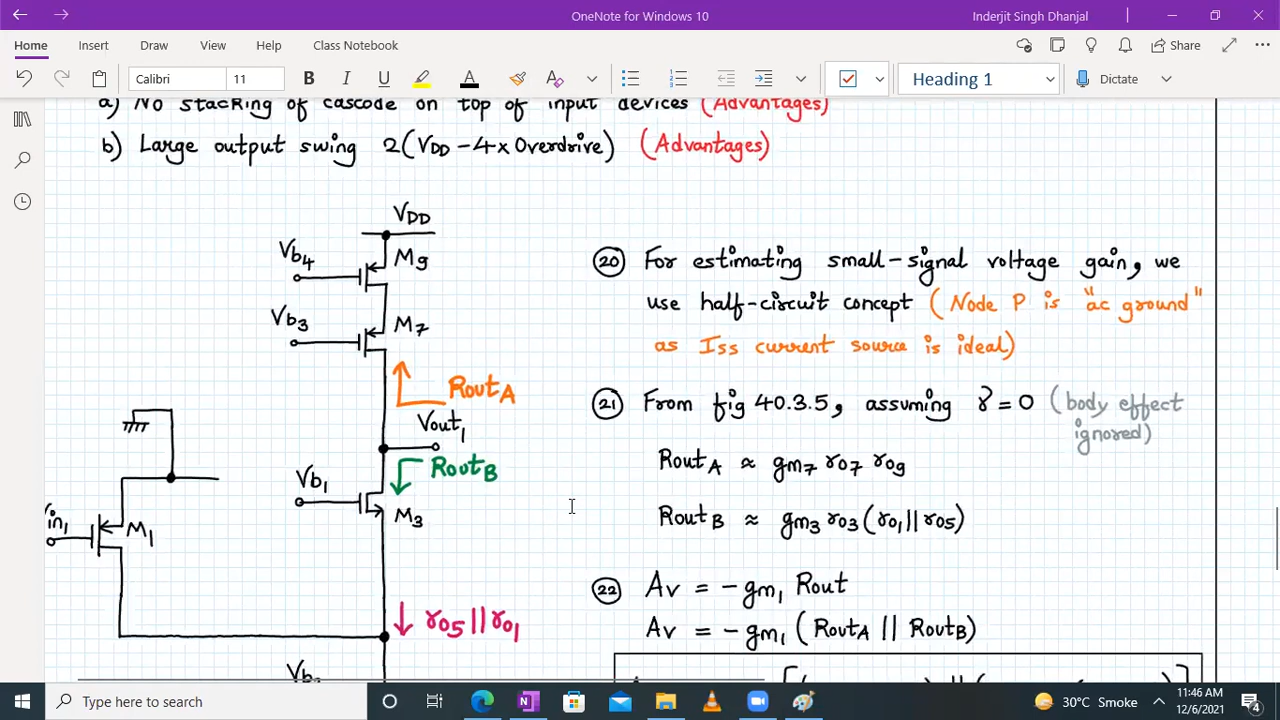 OneNote for Windows 10
Inderjit Singh Dhanjal
Home Insert Draw View Help Class Notebook
Share
Calibri 11 B I U A Heading 1 Dictate
a) No stacking of cascode on top of input devices (Advantages)
b) Large output swing 2(VDD-4x Overdrive) (Advantages)
VDD
Vb4
M9
Vb3
M7
RoutA
Vout1
RoutB
Vb1
M3
in1
M1
↓ ro5||ro1
(20) For estimating small-signal voltage gain, we
use half-circuit concept (Node P is "ac ground"
as Iss current source is ideal)
(21) From fig 40.3.5, assuming γ=0 (body effect
ignored)
RoutA ≈ gm7 ro7 ro9
RoutB ≈ gm3 ro3 (ro1||ro5)
(22) Av = -gm1 Rout
Av = -gm1 (RoutA || RoutB)
Type here to search
30°C Smoke
11:46 AM
12/6/2021
4